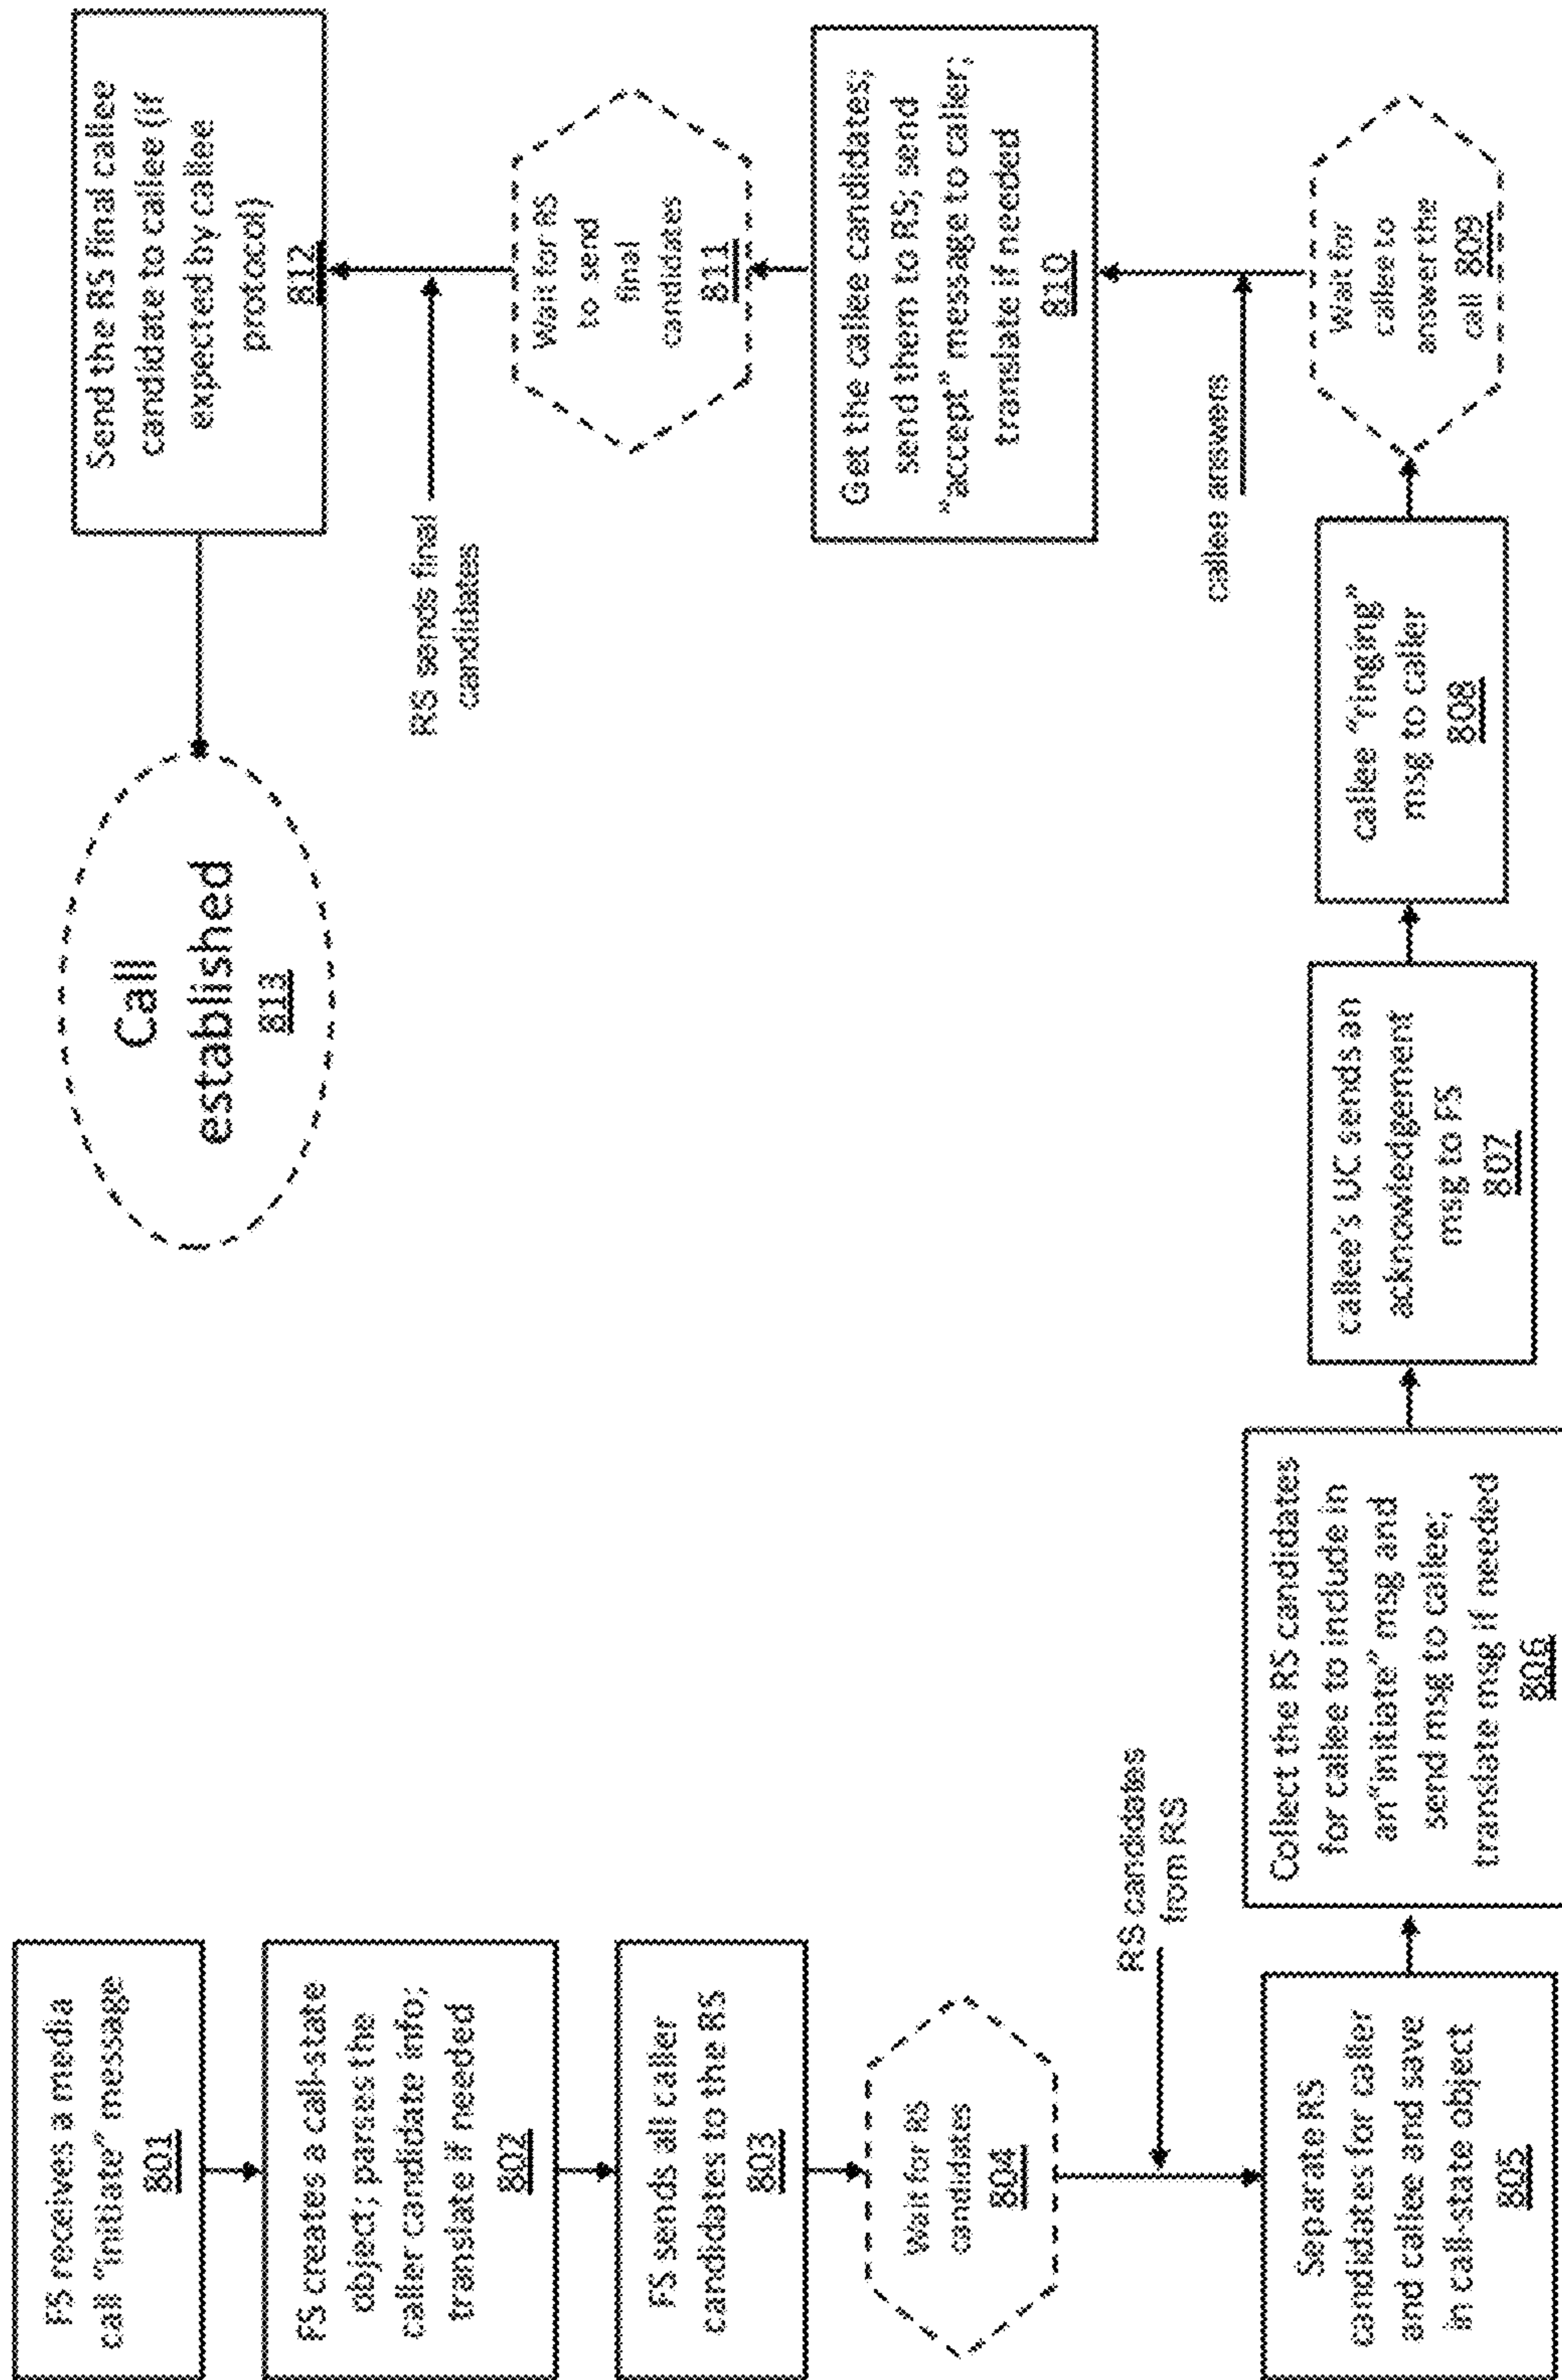 FS receives a media
call "initiate" message
801
FS creates a call-state
object; parses the
caller candidate info;
translate if needed
802
FS sends all caller
candidates to the RS
803
Wait for RS
candidates
804
RS candidates
from RS
Separate RS
candidates for caller
and callee and save
in call-state object
805
Collect the RS candidates
for callee to include in
an"initiate" msg and
send msg to callee;
translate msg if needed
806
callee's UC sends an
acknowledgement
msg to FS
807
callee "ringing"
msg to caller
808
Wait for
callee to
answer the
call 809
callee answers
Get the callee candidates;
send them to RS; send
"accept" message to caller;
translate if needed
810
Wait for RS
to send
final
candidates
811
RS sends final
candidates
Send the RS final callee
candidate to callee (if
expected by callee
protocol)
812
Call
established
813